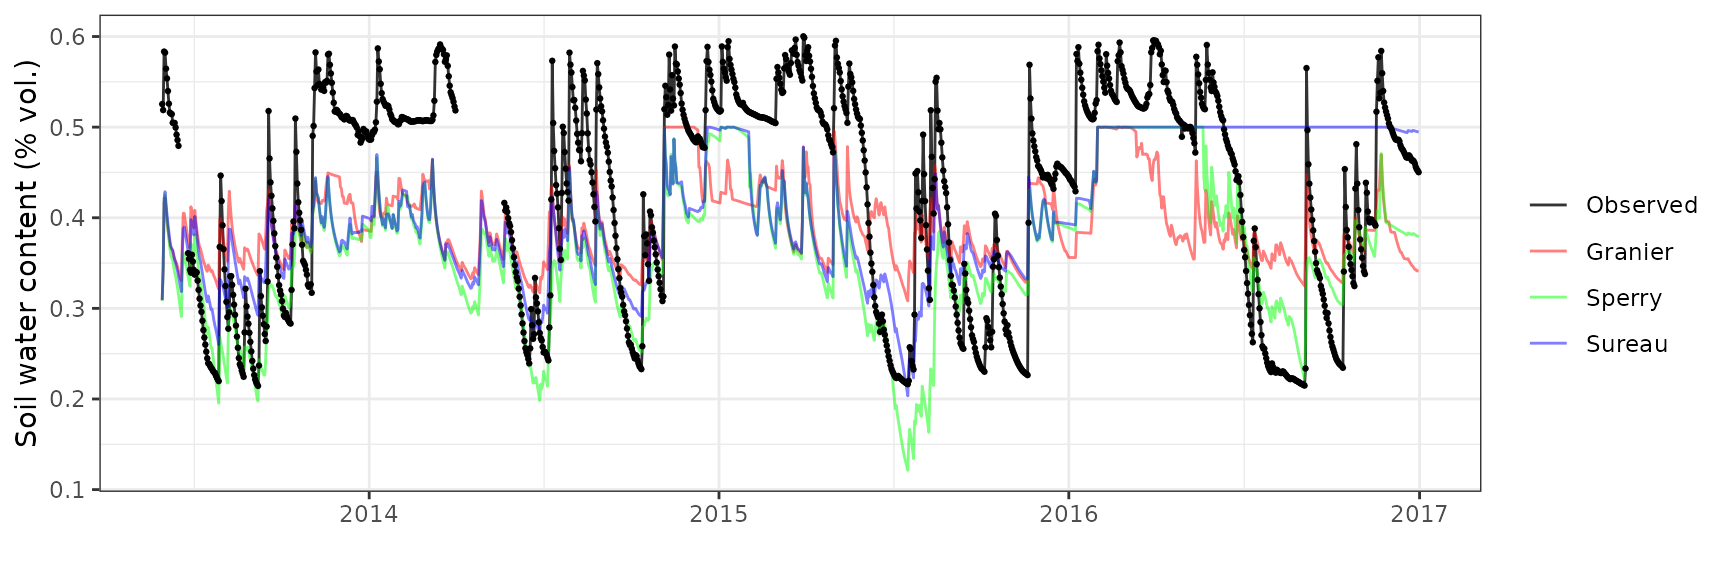 Soil water content (% vol.)
0.6
0.5
0.4
0.3
0.2
0.1
2014
2015
2016
2017
Observed
Granier
Sperry
Sureau